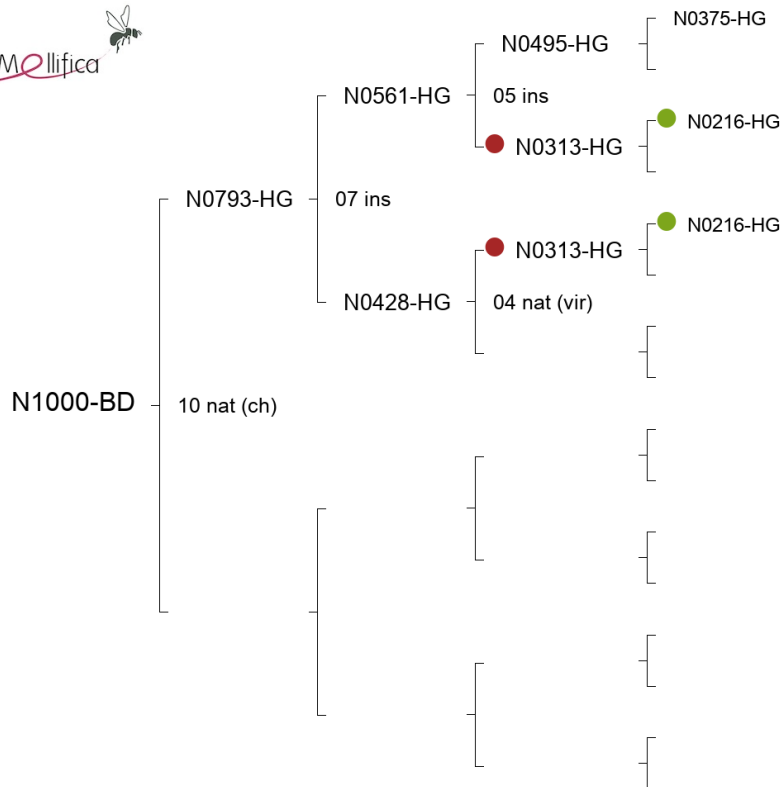 Mellifica
N0375-HG
N0495-HG
N0561-HG
05 ins
N0216-HG
N0313-HG
N0793-HG
07 ins
N0313-HG
N0216-HG
N0428-HG
04 nat (vir)
N1000-BD
10 nat (ch)